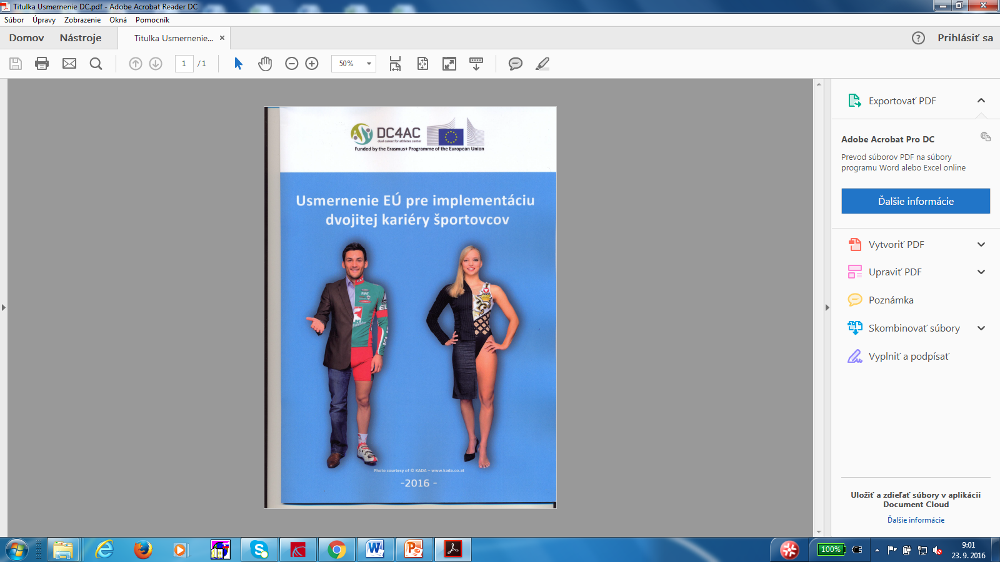 Titulka Usmernenie DC.pdf - Adobe Acrobat Reader DC
Súbor Úpravy Zobrazenie Okná Pomocník
Domov Nástroje Titulka Usmernenie... × ? Prihlásiť sa
1 / 1 50%
DC4AC
dual career for athletes center
Funded by the Erasmus+ Programme of the European Union
Usmernenie EÚ pre implementáciu
dvojitej kariéry športovcov
Photo courtesy of © KADA – www.kada.co.at
-2016 -
Exportovať PDF
Adobe Acrobat Pro DC
Prevod súborov PDF na súbory
programu Word alebo Excel online
Ďalšie informácie
Vytvoriť PDF
Upraviť PDF
Poznámka
Skombinovať súbory
Vyplniť a podpísať
Uložiť a zdieľať súbory v aplikácii
Document Cloud
Ďalšie informácie
100%
9:01
23. 9. 2016